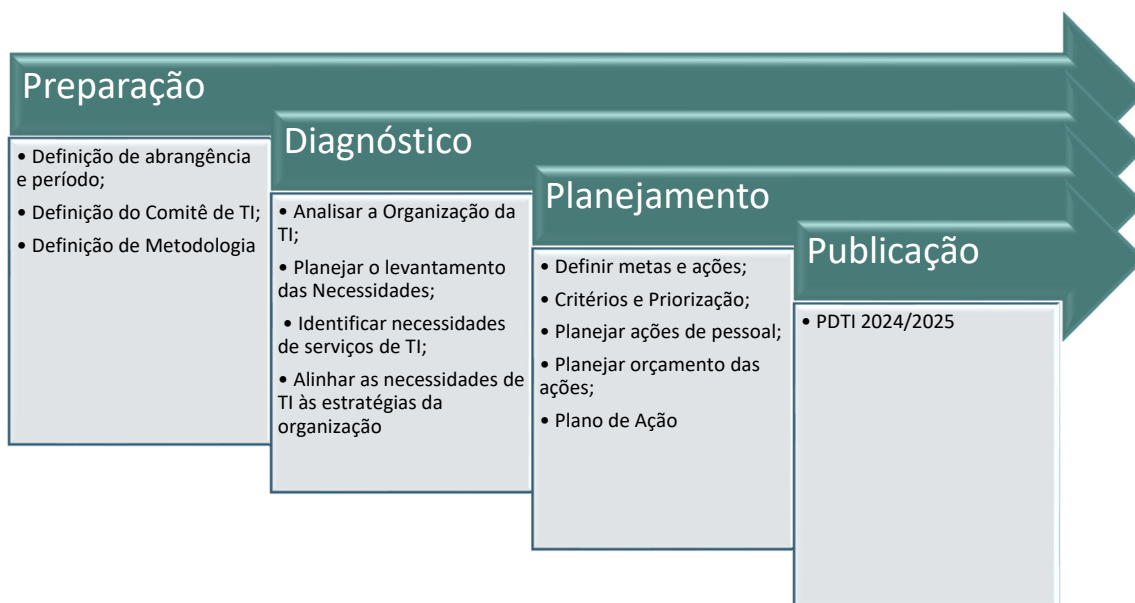 Preparação
• Definição de abrangência
e período;
• Definição do Comitê de TI;
• Definição de Metodologia
Diagnóstico
• Analisar a Organização da
TI;
• Planejar o levantamento
das Necessidades;
• Identificar necessidades
de serviços de TI;
• Alinhar as necessidades de
TI às estratégias da
organização
Planejamento
• Definir metas e ações;
• Critérios e Priorização;
• Planejar ações de pessoal;
• Planejar orçamento das
ações;
• Plano de Ação
Publicação
• PDTI 2024/2025